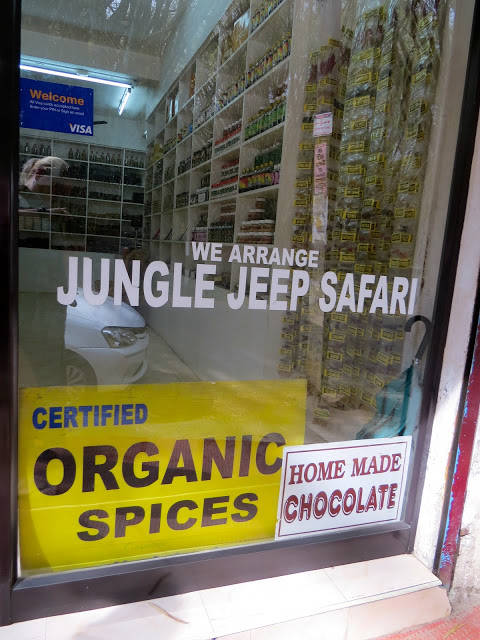 Welcome
VISA
WE ARRANGE
JUNGLE JEEP SAFARI
CERTIFIED
ORGANIC
SPICES
HOME MADE
CHOCOLATE